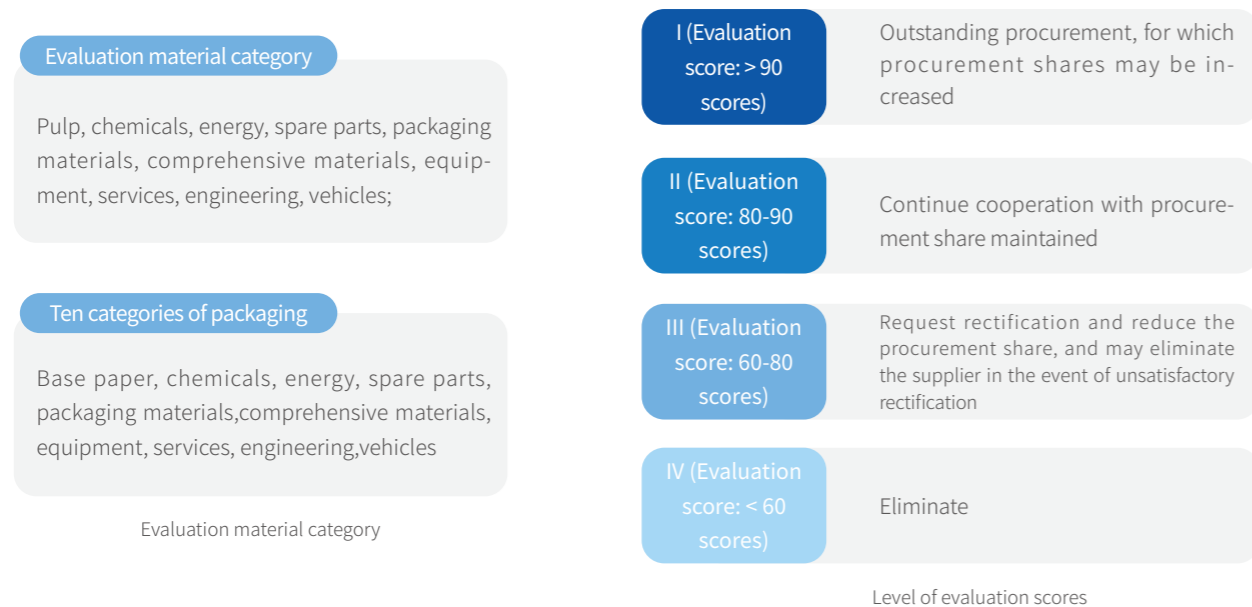 Evaluation material category
Pulp, chemicals, energy, spare parts, packaging
materials, comprehensive materials, equip-
ment, services, engineering, vehicles;
Ten categories of packaging
Base paper, chemicals, energy, spare parts,
packaging materials,comprehensive materials,
equipment, services, engineering,vehicles
Evaluation material category
I (Evaluation
score: > 90
scores)
Outstanding procurement, for which
procurement shares may be in-
creased
II (Evaluation
score: 80-90
scores)
Continue cooperation with procure-
ment share maintained
III (Evaluation
score: 60-80
scores)
Request rectification and reduce the
procurement share, and may eliminate
the supplier in the event of unsatisfactory
rectification
IV (Evaluation
score: < 60
scores)
Eliminate
Level of evaluation scores